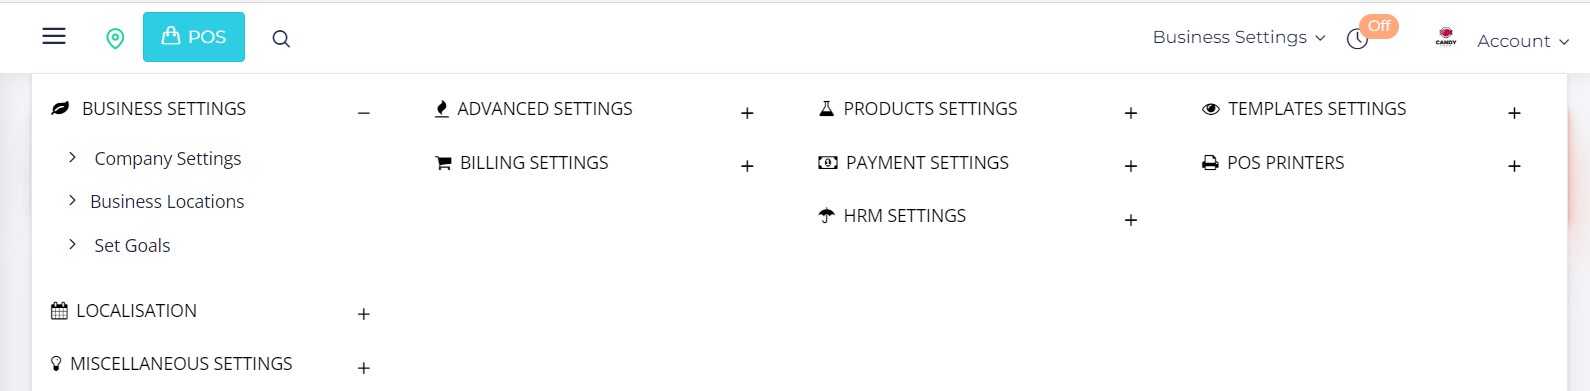 POS
Business Settings
Off
CANDY
Account
BUSINESS SETTINGS
Company Settings
Business Locations
Set Goals
LOCALISATION
MISCELLANEOUS SETTINGS
ADVANCED SETTINGS
BILLING SETTINGS
PRODUCTS SETTINGS
PAYMENT SETTINGS
HRM SETTINGS
TEMPLATES SETTINGS
POS PRINTERS